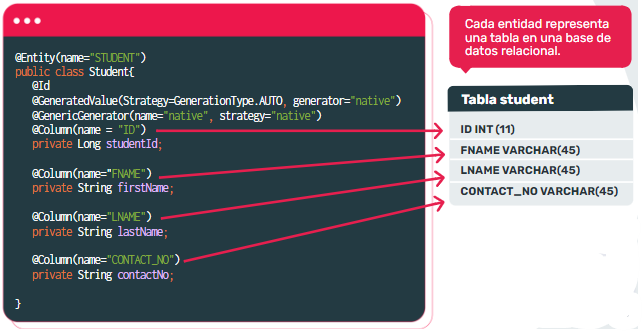 @Entity(name="STUDENT")
public class Student{
@Id
@GeneratedValue(Strategy=GenerationType.AUTO, generator="native")
@GenericGenerator(name="native", strategy="native")
@Column(name = "ID")
private Long studentId;
@Column(name="FNAME")
private String firstName;
@Column(name="LNAME")
private String lastName;
@Column(name="CONTACT_NO")
private String contactNo;
}
Cada entidad representa
una tabla en una base de
datos relacional.
Tabla student
ID INT (11)
FNAME VARCHAR(45)
LNAME VARCHAR(45)
CONTACT_NO VARCHAR(45)